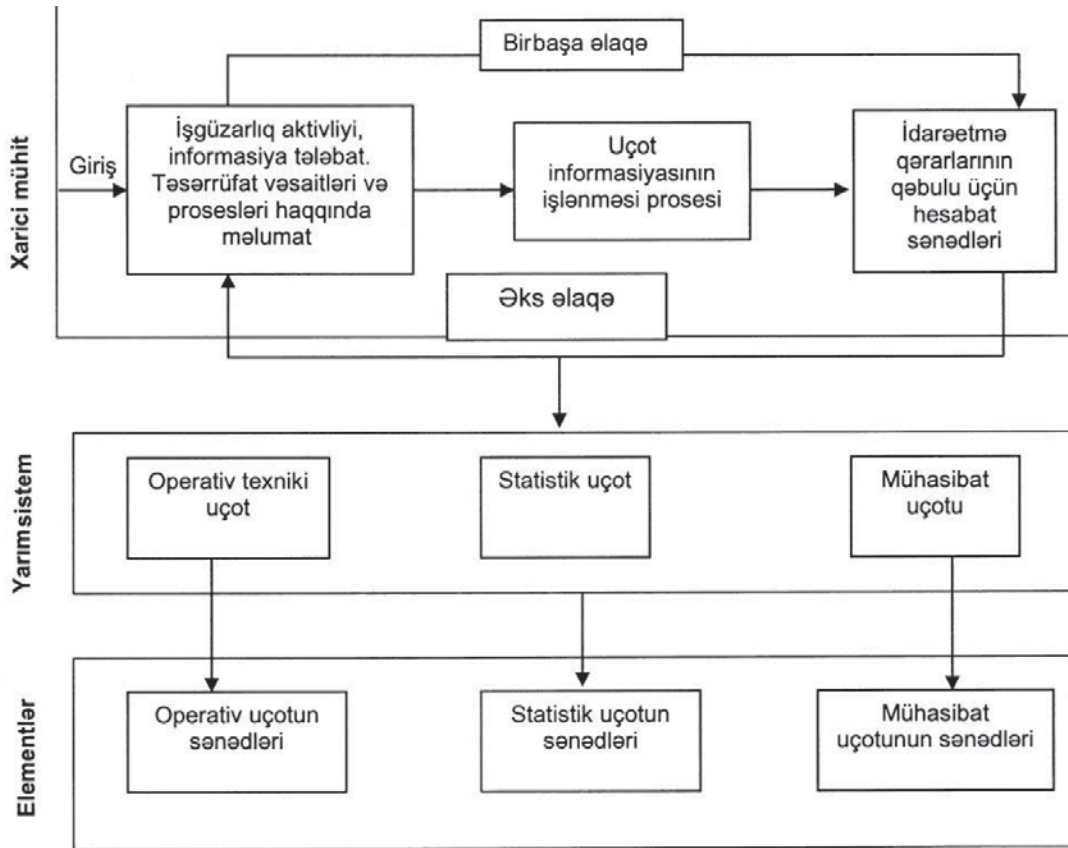 Birbaşa əlaqə
Xarici mühit
Giriş
İşgüzarlıq aktivliyi,
informasiya tələbat.
Təsərrüfat vəsaitləri və
prosesləri haqqında
məlumat
Uçot
informasiyasının
işlənməsi prosesi
İdarəetmə
qərarlarının
qəbulu üçün
hesabat
sənədləri
Əks əlaqə
Yarımsistem
Operativ texniki
uçot
Statistik uçot
Mühasibat
uçotu
Elementlər
Operativ uçotun
sənədləri
Statistik uçotun
sənədləri
Mühasibat
uçotunun sənədləri